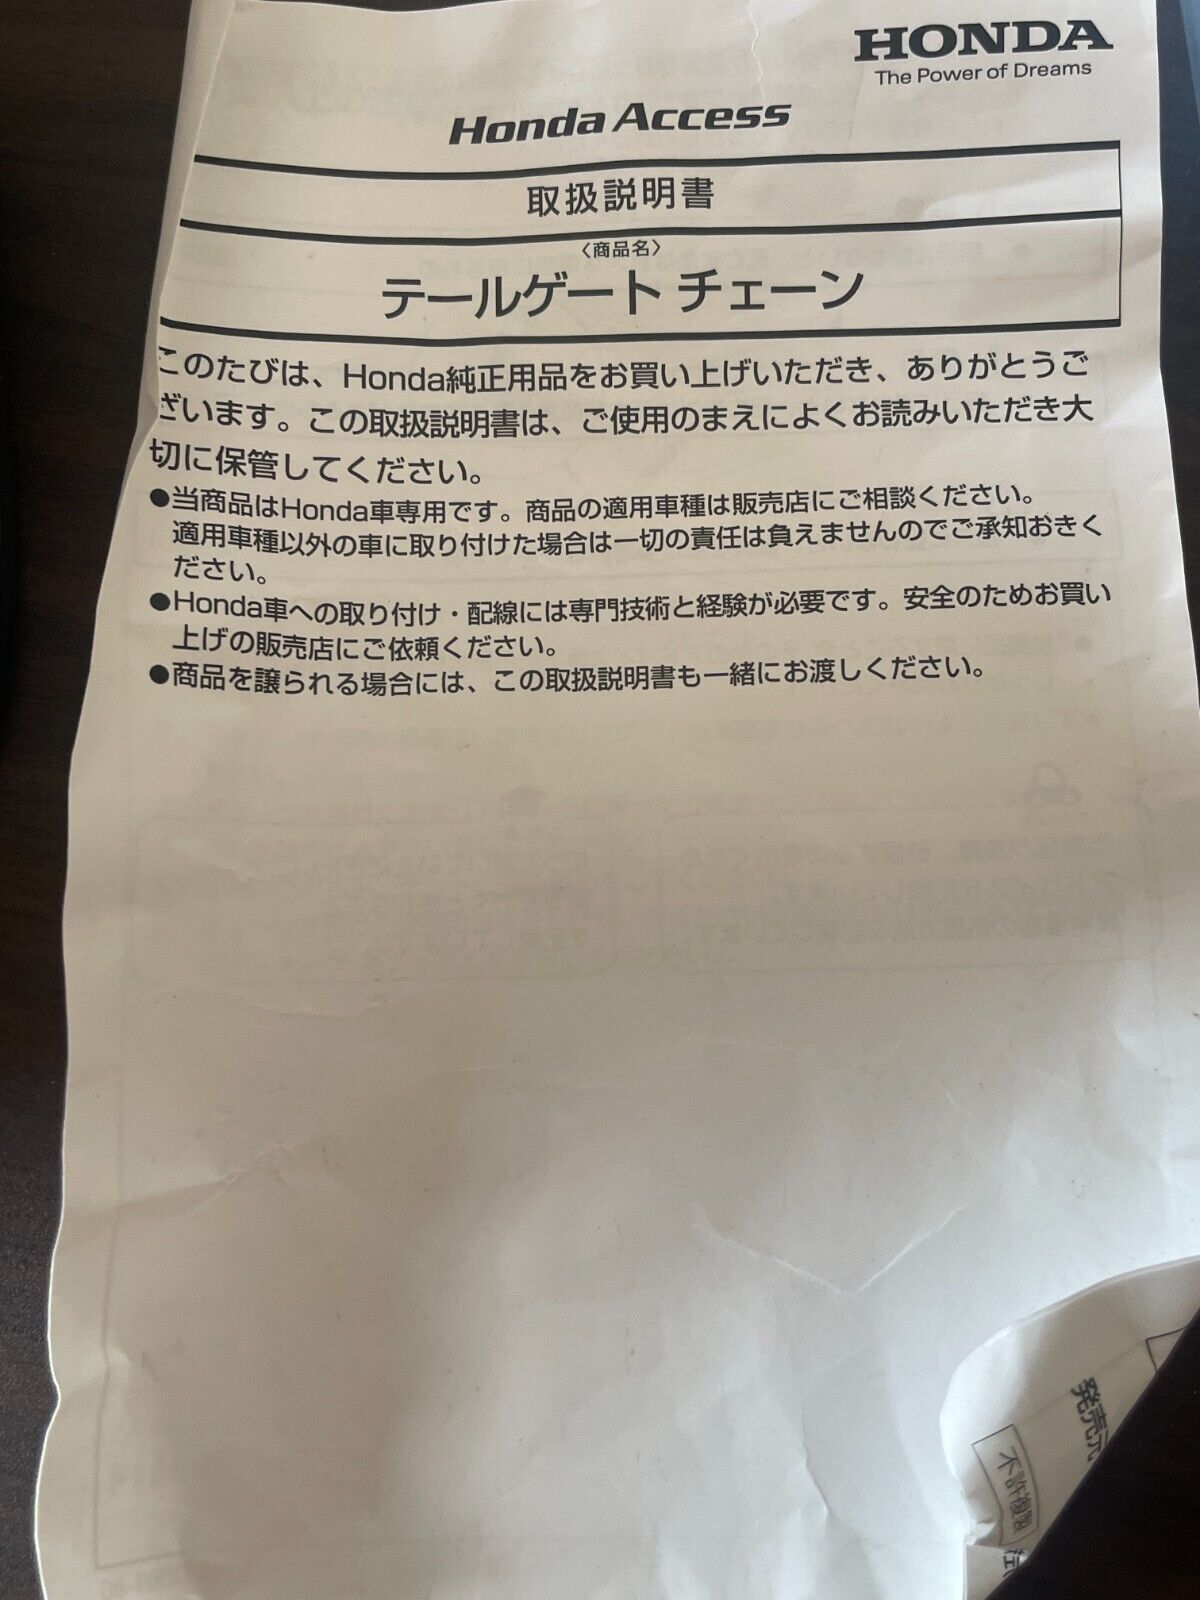 HONDA
The Power of Dreams
Honda Access
取扱説明書
〈商品名〉
テールゲート チェーン
このたびは、Honda純正用品をお買い上げいただき、ありがとうご
ざいます。この取扱説明書は、ご使用のまえによくお読みいただき大
切に保管してください。
●当商品はHonda車専用です。商品の適用車種は販売店にご相談ください。
適用車種以外の車に取り付けた場合は一切の責任は負えませんのでご承知おきく
ださい。
●Honda車への取り付け・配線には専門技術と経験が必要です。安全のためお買い
上げの販売店にご依頼ください。
●商品を譲られる場合には、この取扱説明書も一緒にお渡しください。
発売元
不許複製